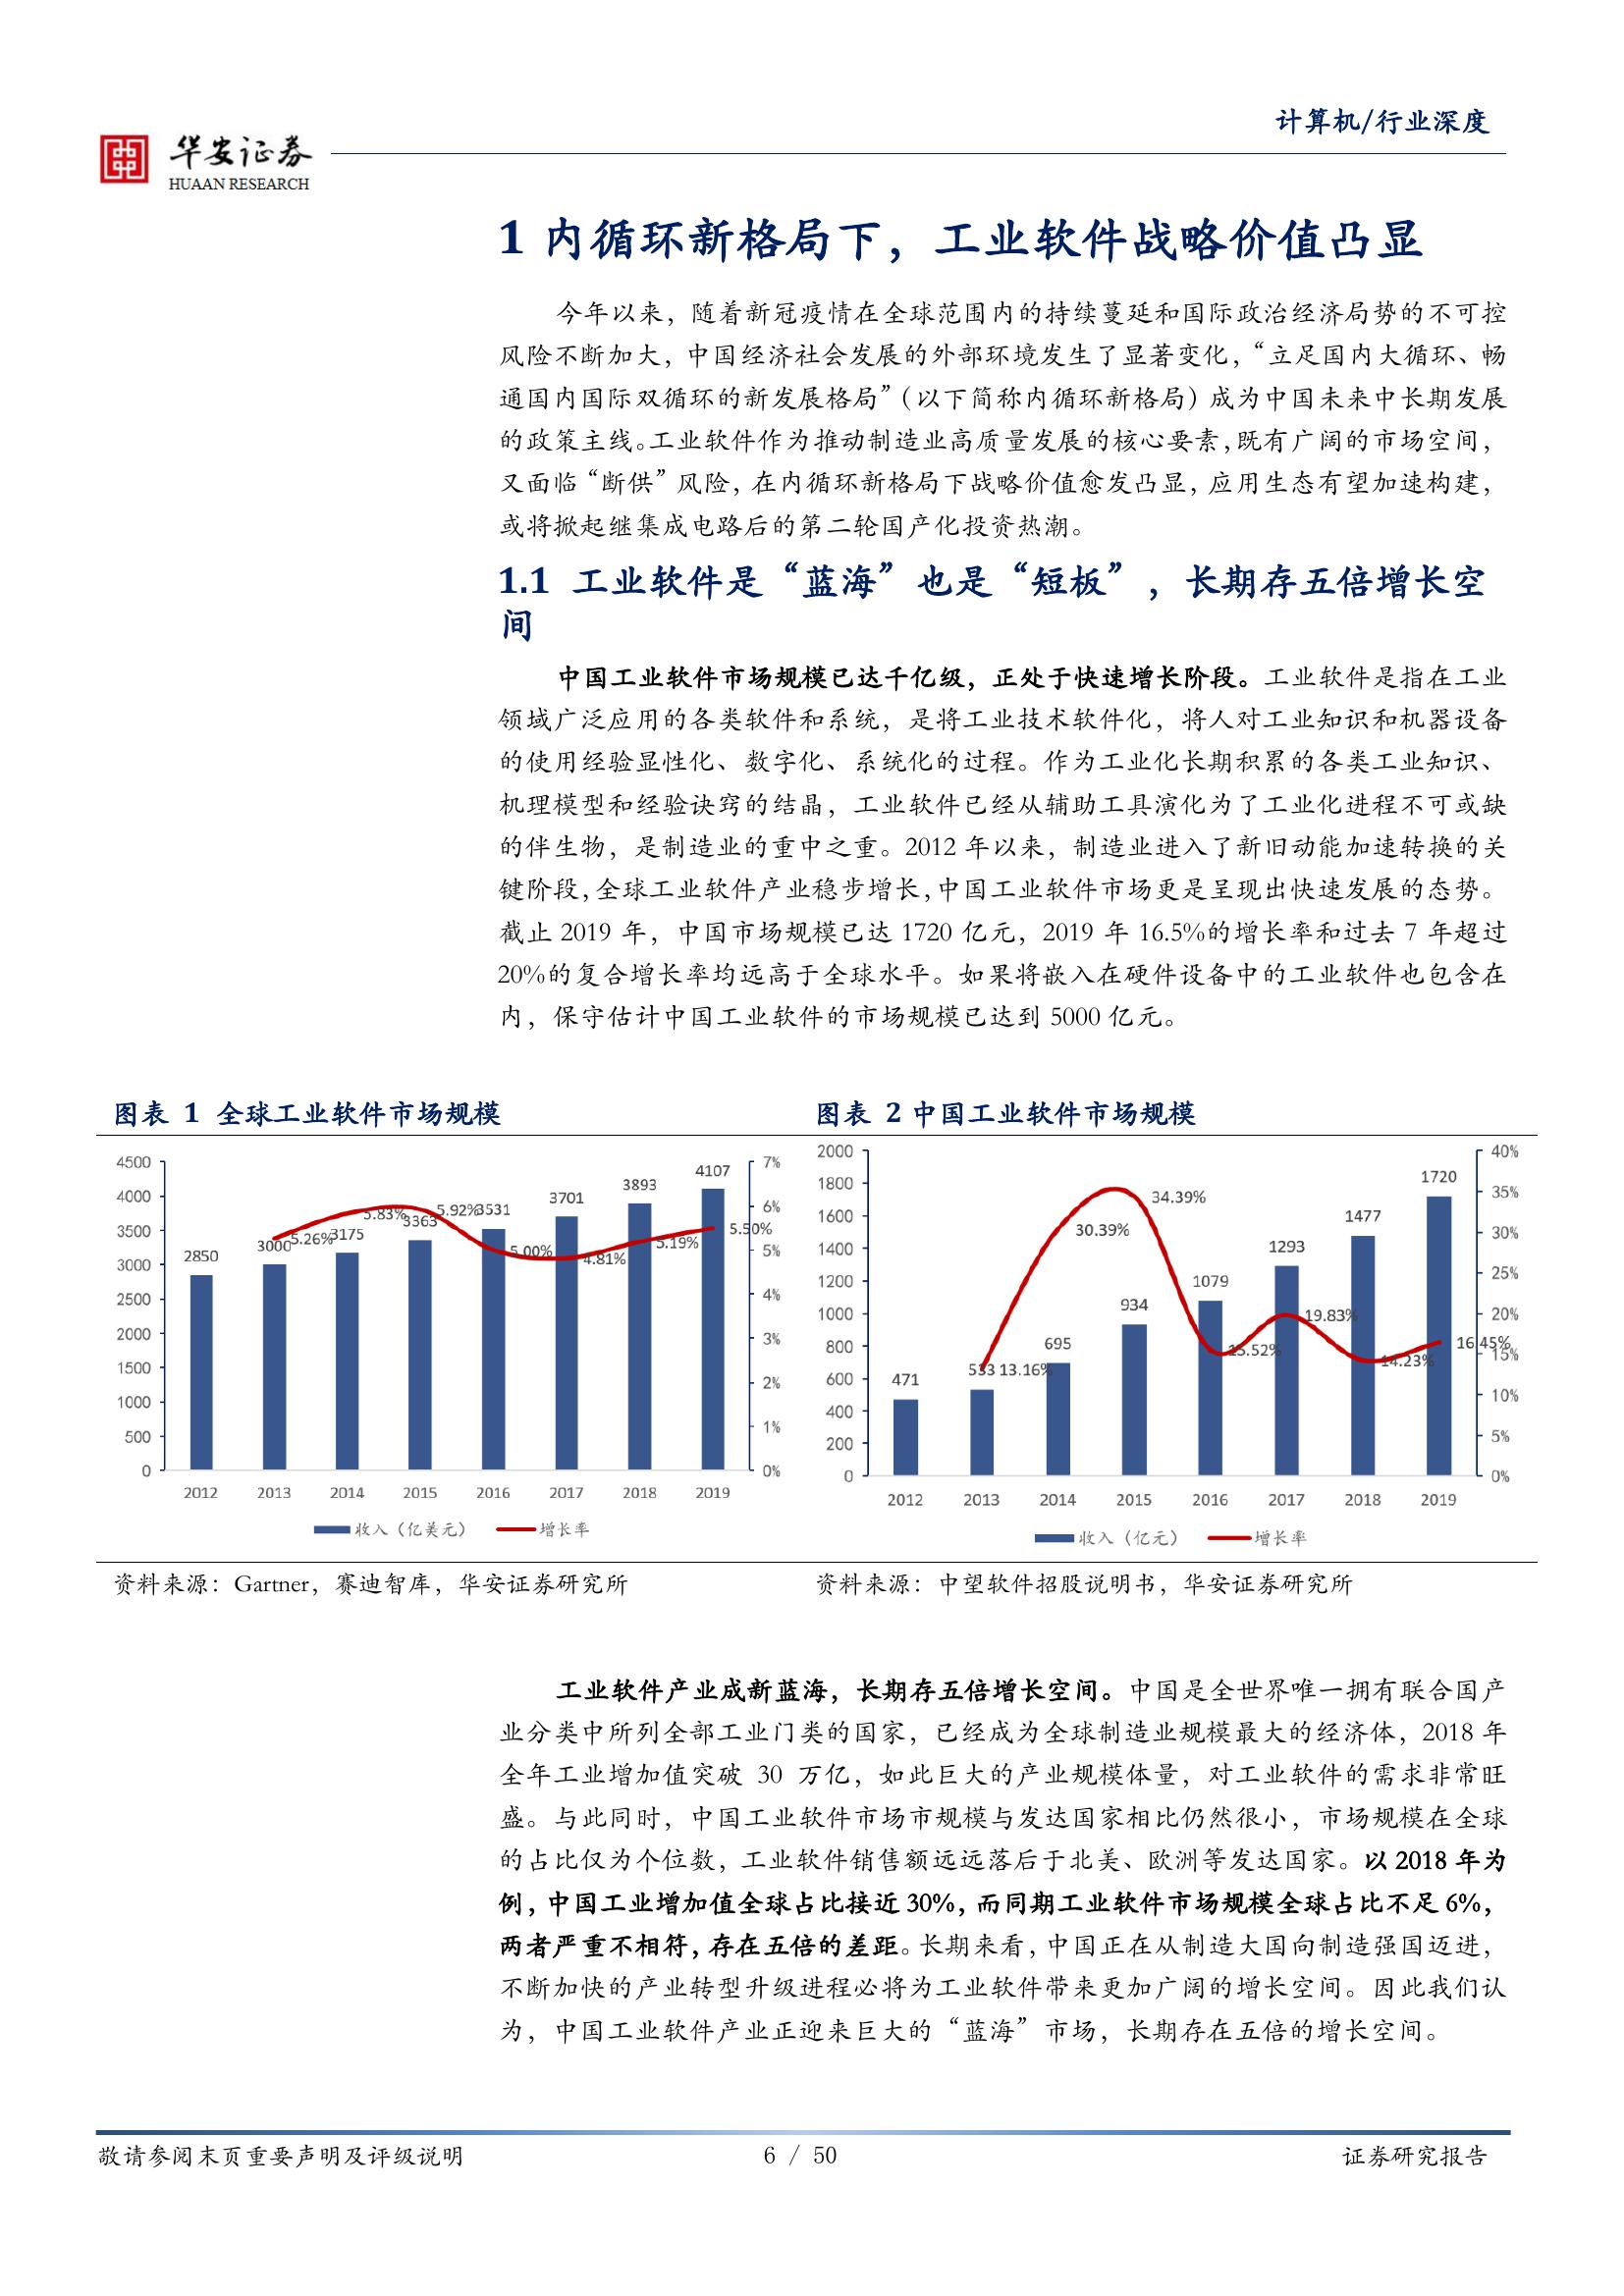 计算机/行业深度
华安证券
HUAAN RESEARCH
1 内循环新格局下，工业软件战略价值凸显
今年以来，随着新冠疫情在全球范围内的持续蔓延和国际政治经济局势的不可控
风险不断加大，中国经济社会发展的外部环境发生了显著变化，“立足国内大循环、畅
通国内国际双循环的新发展格局”（以下简称内循环新格局）成为中国未来中长期发展
的政策主线。工业软件作为推动制造业高质量发展的核心要素，既有广阔的市场空间，
又面临“断供”风险，在内循环新格局下战略价值愈发凸显，应用生态有望加速构建，
或将掀起继集成电路后的第二轮国产化投资热潮。
1.1 工业软件是“蓝海”也是“短板”，长期存五倍增长空
间
中国工业软件市场规模已达千亿级，正处于快速增长阶段。工业软件是指在工业
领域广泛应用的各类软件和系统，是将工业技术软件化，将人对工业知识和机器设备
的使用经验显性化、数字化、系统化的过程。作为工业化长期积累的各类工业知识、
机理模型和经验诀窍的结晶，工业软件已经从辅助工具演化为了工业化进程不可或缺
的伴生物，是制造业的重中之重。2012 年以来，制造业进入了新旧动能加速转换的关
键阶段，全球工业软件产业稳步增长，中国工业软件市场更是呈现出快速发展的态势。
截止 2019 年，中国市场规模已达 1720 亿元，2019 年 16.5%的增长率和过去 7 年超过
20%的复合增长率均远高于全球水平。如果将嵌入在硬件设备中的工业软件也包含在
内，保守估计中国工业软件的市场规模已达到 5000 亿元。
图表 1 全球工业软件市场规模
4500
4000
3500
3000
2500
2000
1500
1000
500
0
2850
3000
3175
3363
3531
3701
3893
4107
5.26%
5.83%
5.92%
5.00%
4.81%
5.19%
5.50%
7%
6%
5%
4%
3%
2%
1%
0%
2012 2013 2014 2015 2016 2017 2018 2019
收入（亿美元） 增长率
资料来源：Gartner，赛迪智库，华安证券研究所
图表 2 中国工业软件市场规模
2000
1800
1600
1400
1200
1000
800
600
400
200
0
471
533
695
934
1079
1293
1477
1720
13.16%
30.39%
34.39%
15.52%
19.83%
14.23%
16.45%
40%
35%
30%
25%
20%
15%
10%
5%
0%
2012 2013 2014 2015 2016 2017 2018 2019
收入（亿元） 增长率
资料来源：中望软件招股说明书，华安证券研究所
工业软件产业成新蓝海，长期存五倍增长空间。中国是全世界唯一拥有联合国产
业分类中所列全部工业门类的国家，已经成为全球制造业规模最大的经济体，2018 年
全年工业增加值突破 30 万亿，如此巨大的产业规模体量，对工业软件的需求非常旺
盛。与此同时，中国工业软件市场市规模与发达国家相比仍然很小，市场规模在全球
的占比仅为个位数，工业软件销售额远远落后于北美、欧洲等发达国家。以 2018 年为
例，中国工业增加值全球占比接近 30%，而同期工业软件市场规模全球占比不足 6%，
两者严重不相符，存在五倍的差距。长期来看，中国正在从制造大国向制造强国迈进，
不断加快的产业转型升级进程必将为工业软件带来更加广阔的增长空间。因此我们认
为，中国工业软件产业正迎来巨大的“蓝海”市场，长期存在五倍的增长空间。
敬请参阅末页重要声明及评级说明
6 / 50
证券研究报告